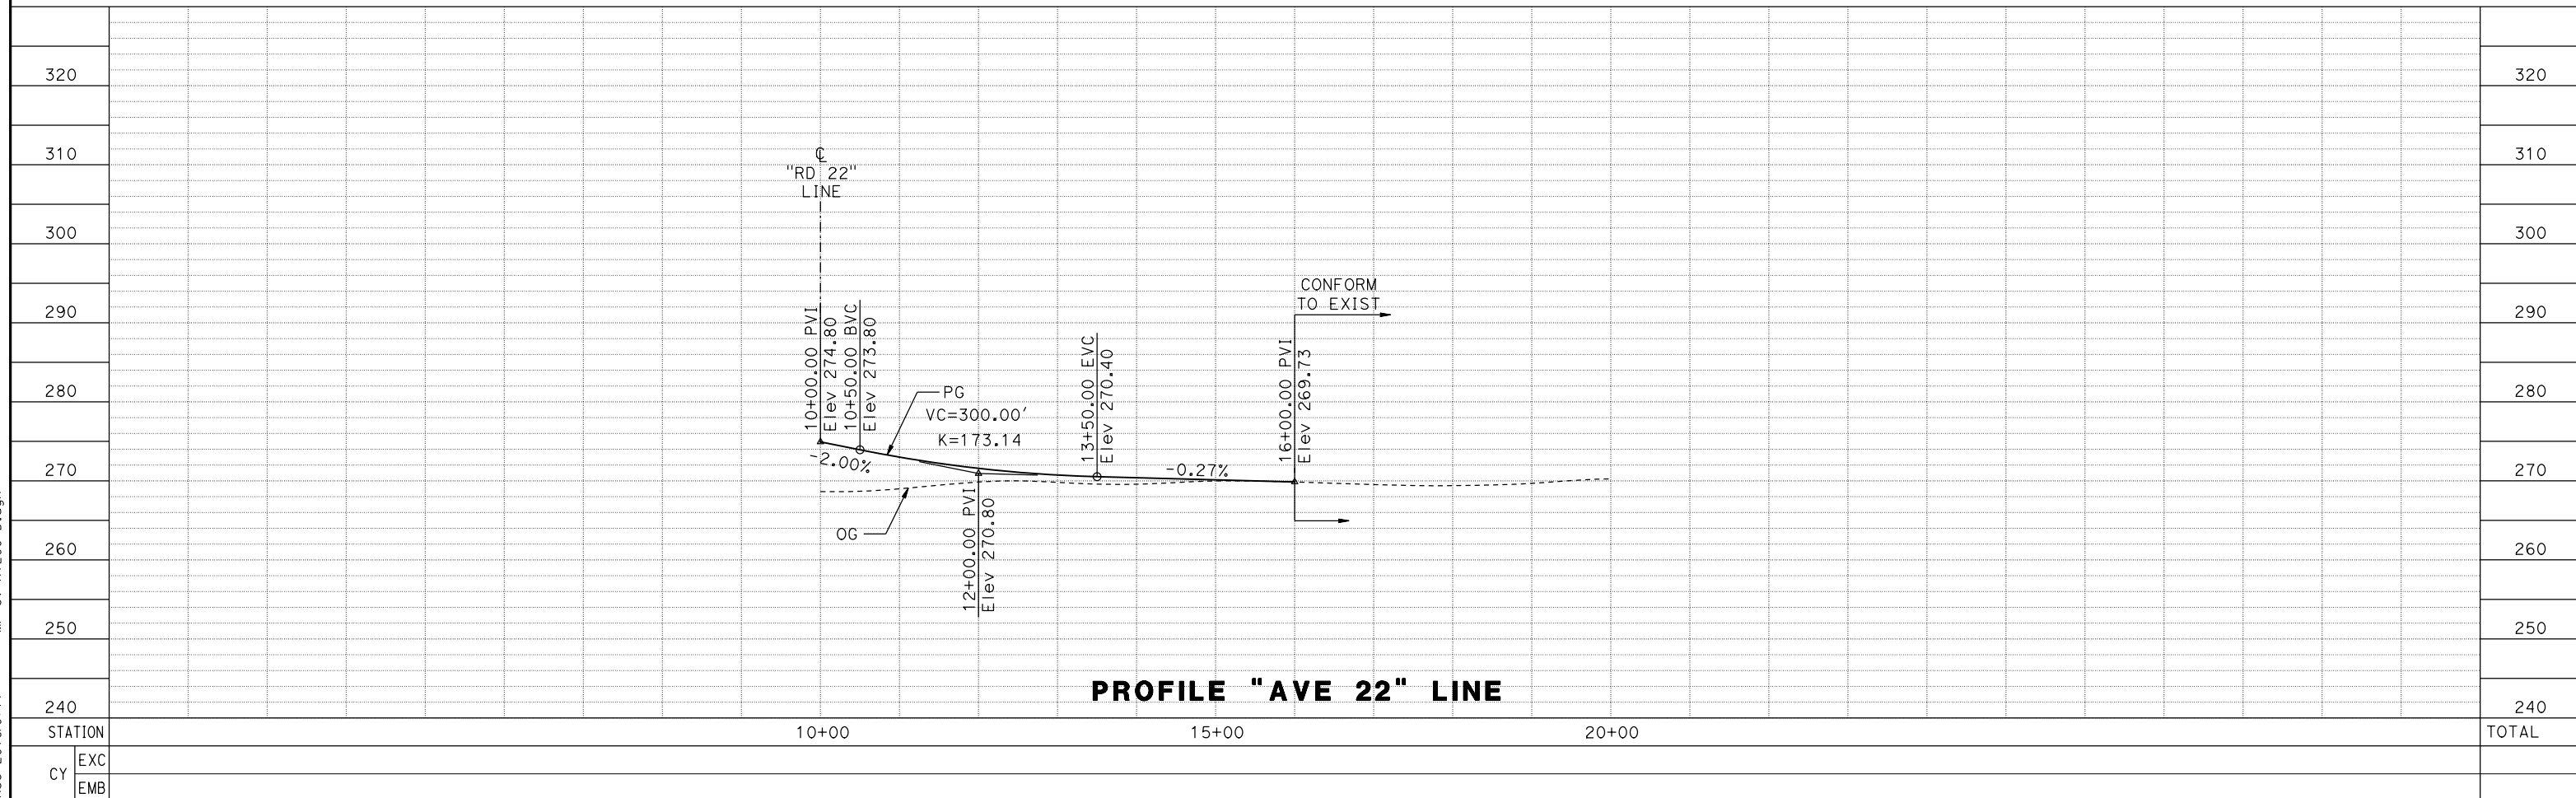 320
320
310
310
℄
"RD 22"
LINE
300
300
CONFORM
TO EXIST
290
290
10+00.00 PVI
Elev 274.80
10+50.00 BVC
Elev 273.80
13+50.00 EVC
Elev 270.40
16+00.00 PVI
Elev 269.73
280
280
PG
VC=300.00'
K=173.14
270
-2.00%
-0.27%
270
12+00.00 PVI
Elev 270.80
OG
260
260
250
250
PROFILE "AVE 22" LINE
240
240
STATION
10+00
15+00
20+00
TOTAL
CY
EXC
EMB